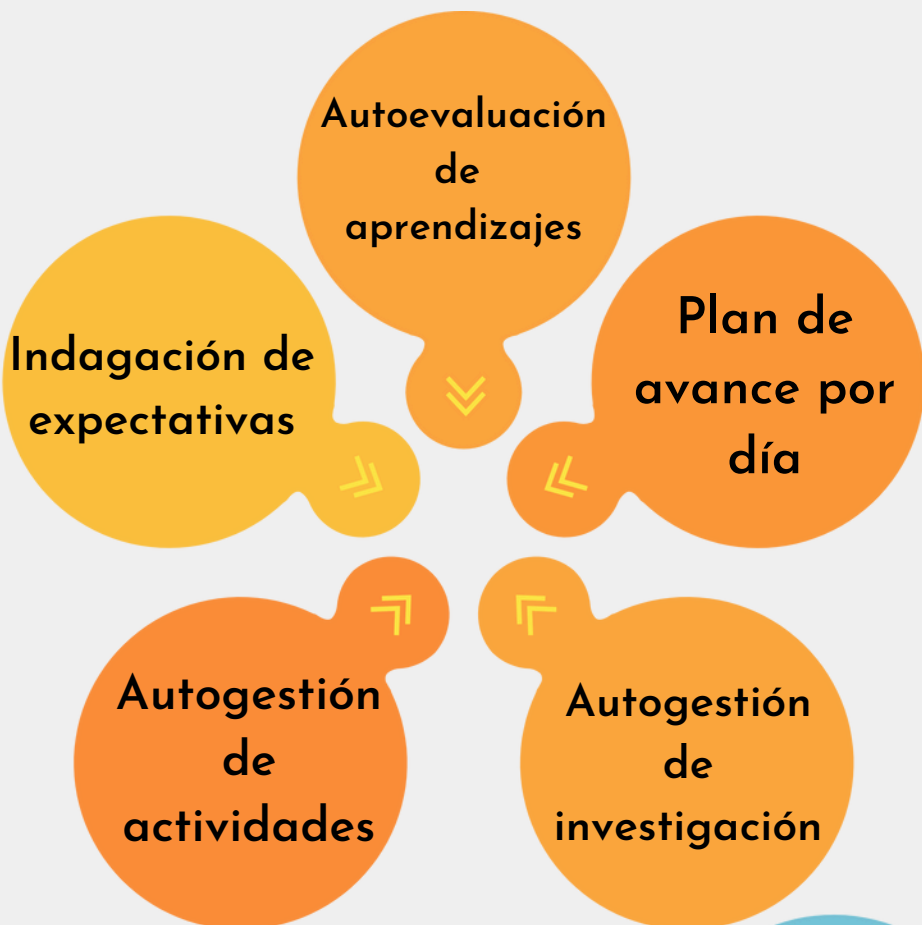 Autoevaluación
de
aprendizajes
Indagación de
expectativas
Plan de
avance por
día
Autogestión
de
actividades
Autogestión
de
investigación